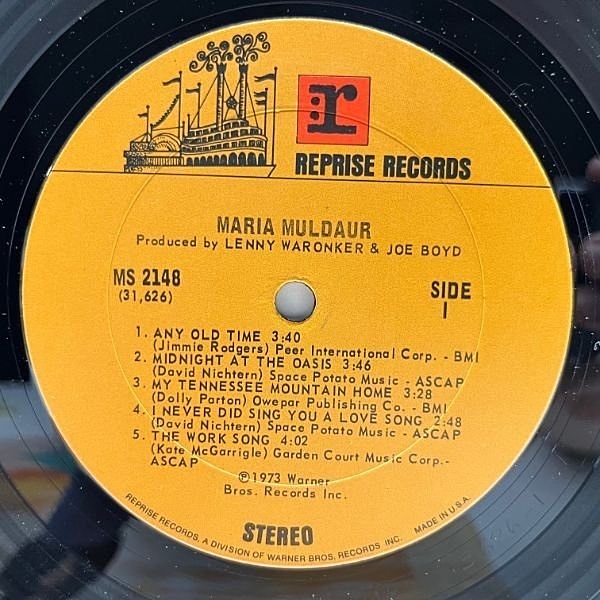 r
REPRISE RECORDS
MARIA MULDAUR
Produced by LENNY WARONKER & JOE BOYD
MS 2148
(31,626)
SIDE
1
1. ANY OLD TIME 3:40
(Jimmie Rodgers) Peer International Corp. - BMI
2. MIDNIGHT AT THE OASIS 3:46
(David Nichtern) Space Potato Music - ASCAP
3. MY TENNESSEE MOUNTAIN HOME 3:28
(Dolly Parton) Owepar Publishing Co. - BMI
4. I NEVER DID SING YOU A LOVE SONG 2:48
(David Nichtern) Space Potato Music - ASCAP
5. THE WORK SONG 4:02
(Kate McGarrigle) Garden Court Music Corp.-
ASCAP
℗1973 Warner
Bros. Records Inc.
STEREO
REPRISE RECORDS, A DIVISION OF WARNER BROS. RECORDS INC. MADE IN U.S.A.